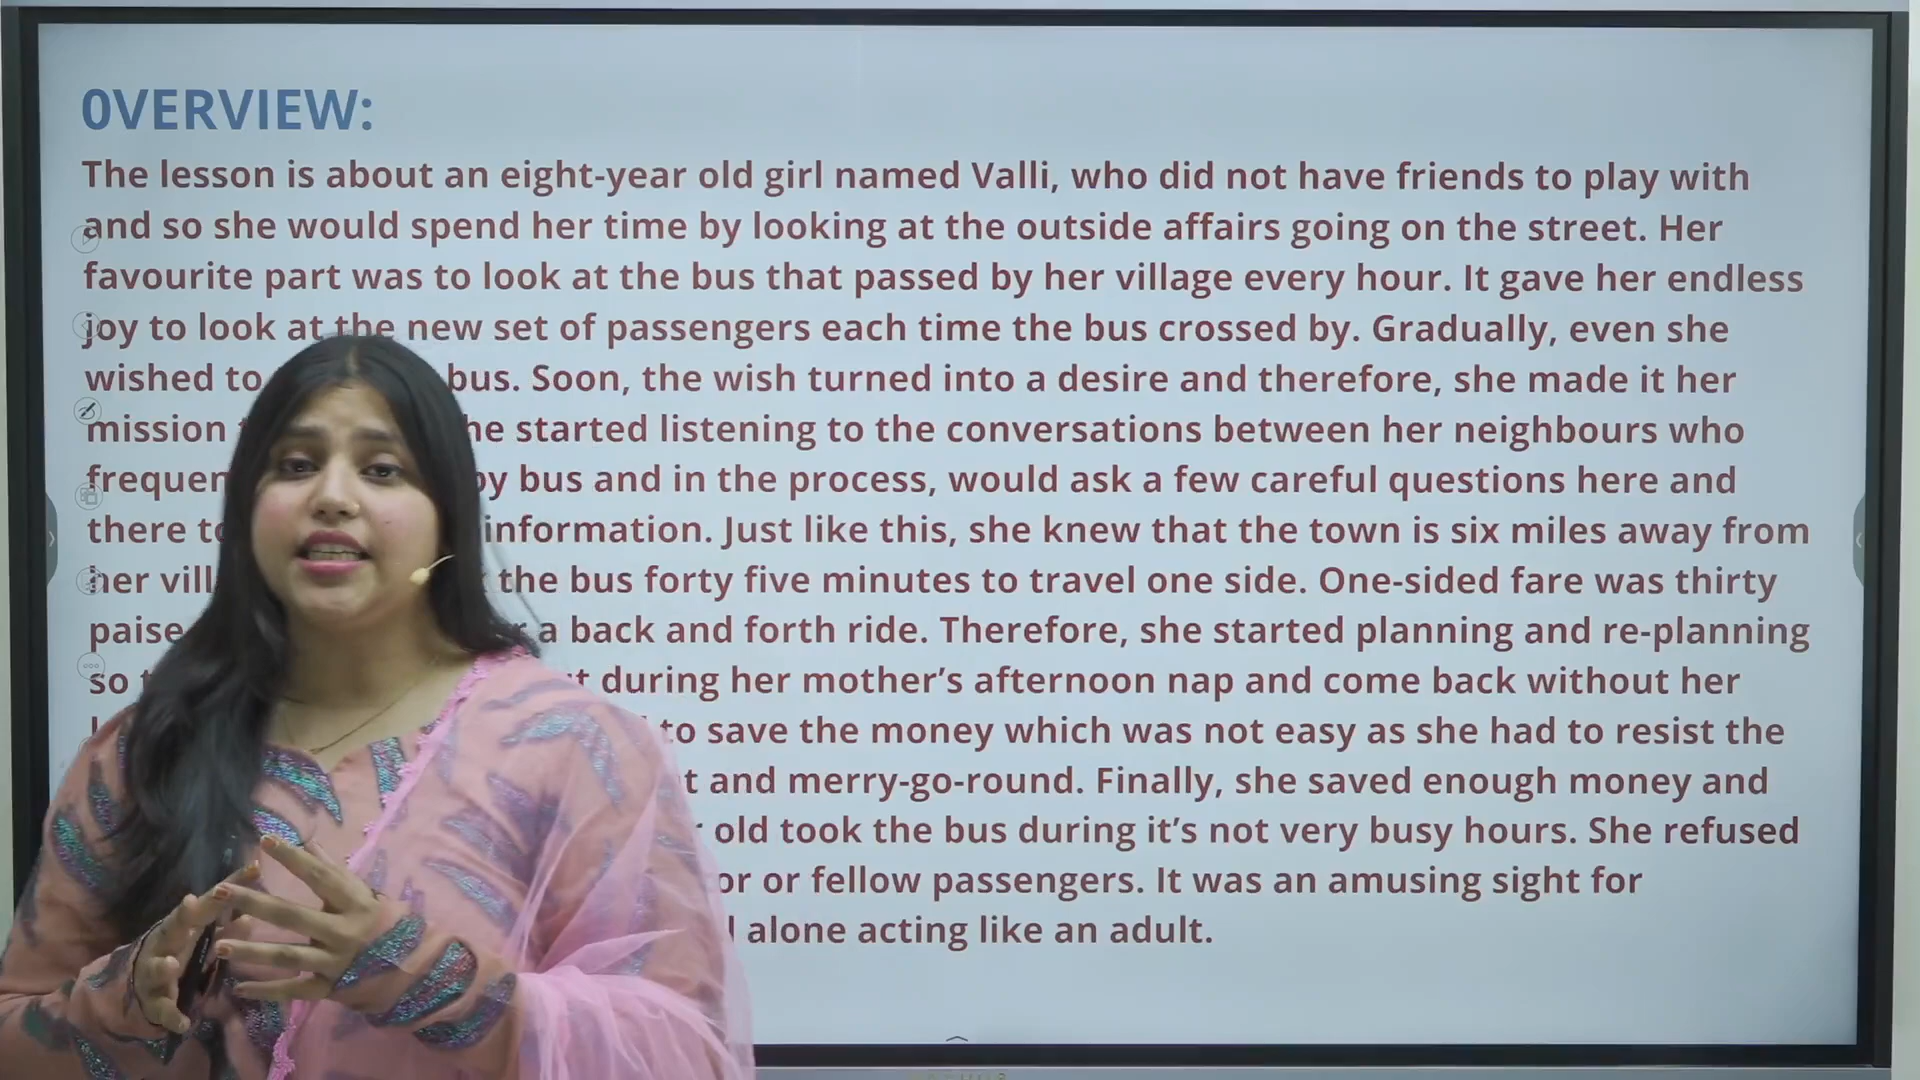 0VERVIEW:
The lesson is about an eight-year old girl named Valli, who did not have friends to play with
and so she would spend her time by looking at the outside affairs going on the street. Her
favourite part was to look at the bus that passed by her village every hour. It gave her endless
joy to look at the new set of passengers each time the bus crossed by. Gradually, even she
wished to bus. Soon, the wish turned into a desire and therefore, she made it her
mission started listening to the conversations between her neighbours who
by bus and in the process, would ask a few careful questions here and
there information. Just like this, she knew that the town is six miles away from
her the bus forty five minutes to travel one side. One-sided fare was thirty
paise a back and forth ride. Therefore, she started planning and re-planning
so during her mother's afternoon nap and come back without her
to save the money which was not easy as she had to resist the
and merry-go-round. Finally, she saved enough money and
old took the bus during it's not very busy hours. She refused
or fellow passengers. It was an amusing sight for
alone acting like an adult.